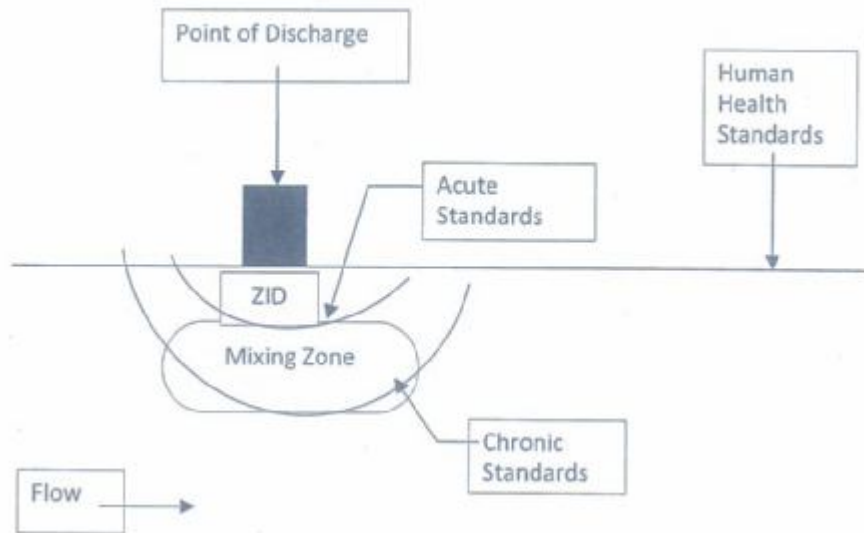 Point of Discharge
Human
Health
Standards
Acute
Standards
ZID
Mixing Zone
Chronic
Standards
Flow